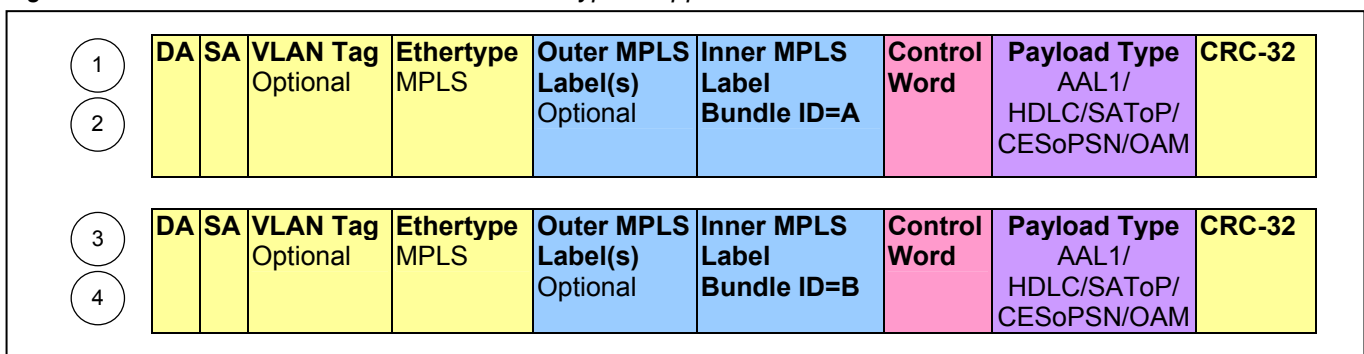 1
2
DA SA VLAN Tag Ethertype Outer MPLS Inner MPLS Control Payload Type CRC-32
Optional MPLS Label(s) Label Word AAL1/
Optional Bundle ID=A HDLC/SAToP/
CESoPSN/OAM
3
4
DA SA VLAN Tag Ethertype Outer MPLS Inner MPLS Control Payload Type CRC-32
Optional MPLS Label(s) Label Word AAL1/
Optional Bundle ID=B HDLC/SAToP/
CESoPSN/OAM